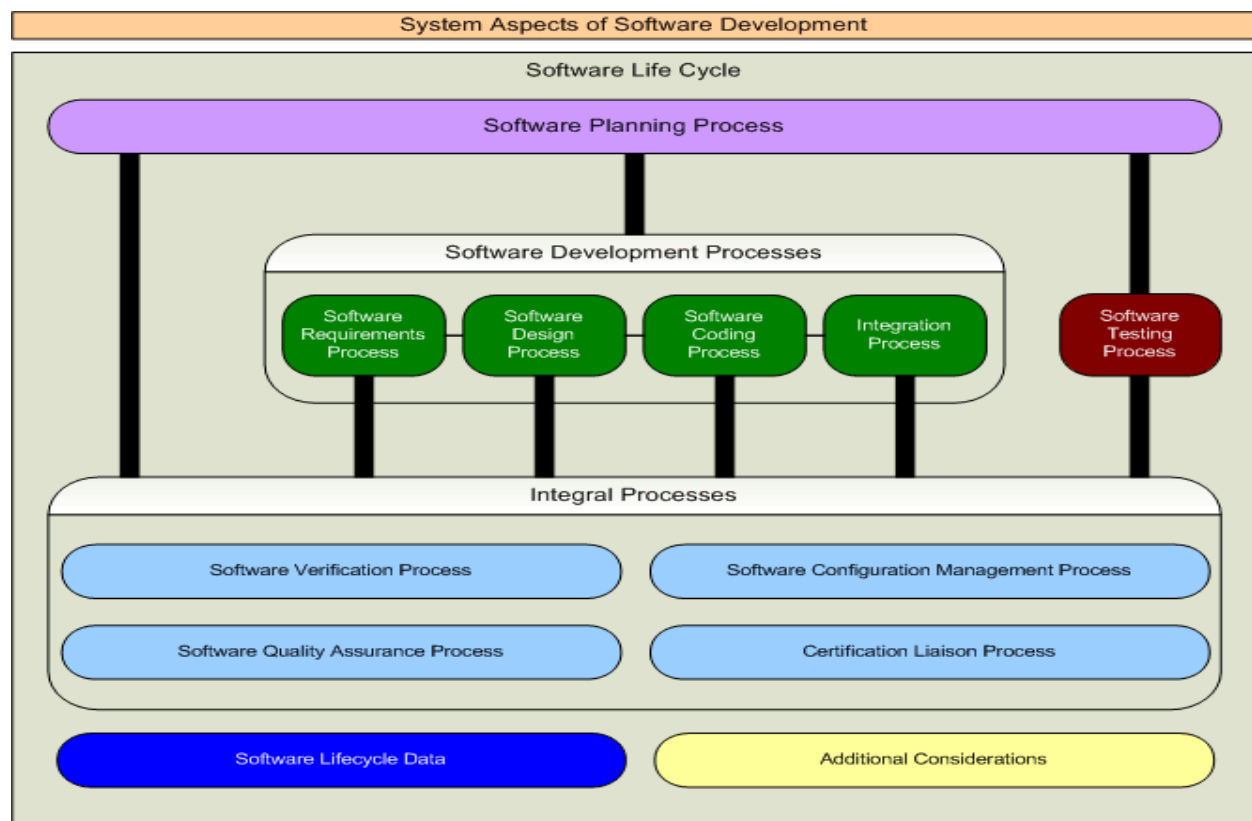 System Aspects of Software Development
Software Life Cycle
Software Planning Process
Software Development Processes
Software
Requirements
Process
Software
Design
Process
Software
Coding
Process
Integration
Process
Software
Testing
Process
Integral Processes
Software Verification Process
Software Configuration Management Process
Software Quality Assurance Process
Certification Liaison Process
Software Lifecycle Data
Additional Considerations